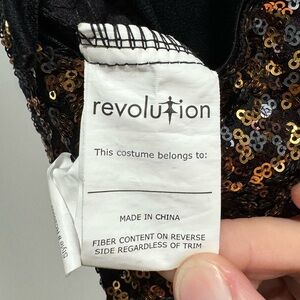 revolution
This costume belongs to:
MADE IN CHINA
FIBER CONTENT ON REVERSE
SIDE REGARDLESS OF TRIM